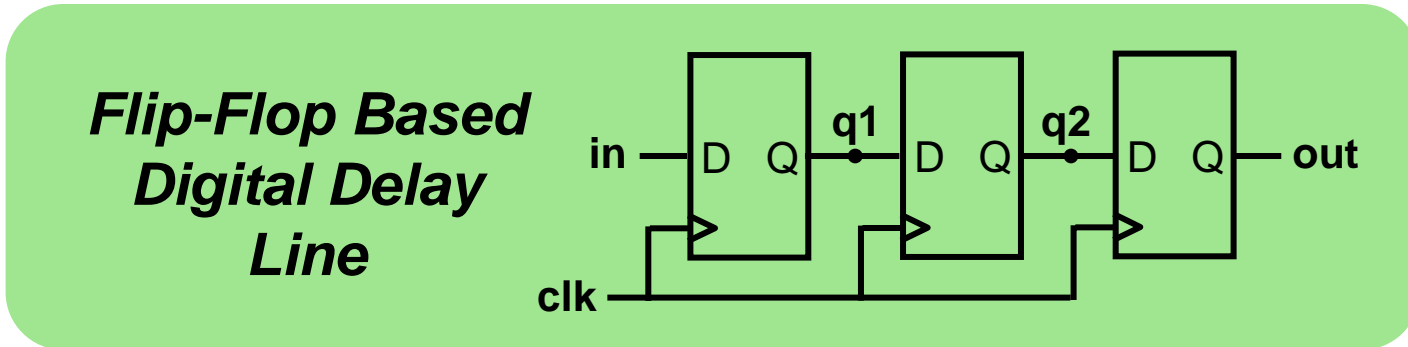 Flip-Flop Based
Digital Delay
Line
in
D Q
q1
D Q
q2
D Q
out
clk